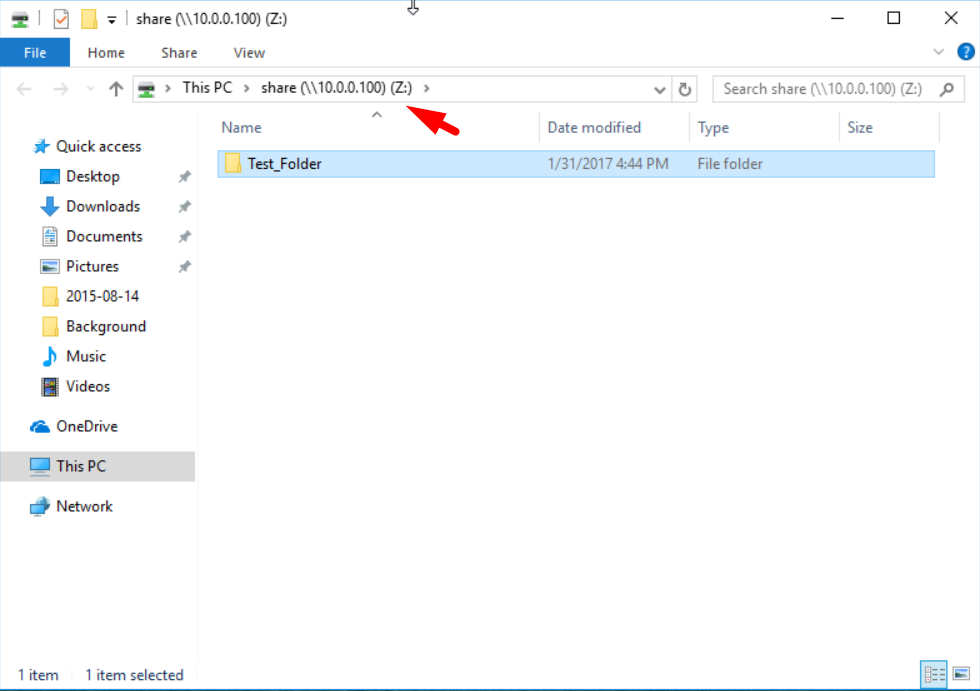 share (\\10.0.0.100) (Z:)
File Home Share View
This PC share (\\10.0.0.100) (Z:) Search share (\\10.0.0.100) (Z:)
Name Date modified Type Size
Test_Folder 1/31/2017 4:44 PM File folder
Quick access
Desktop
Downloads
Documents
Pictures
2015-08-14
Background
Music
Videos
OneDrive
This PC
Network
1 item 1 item selected